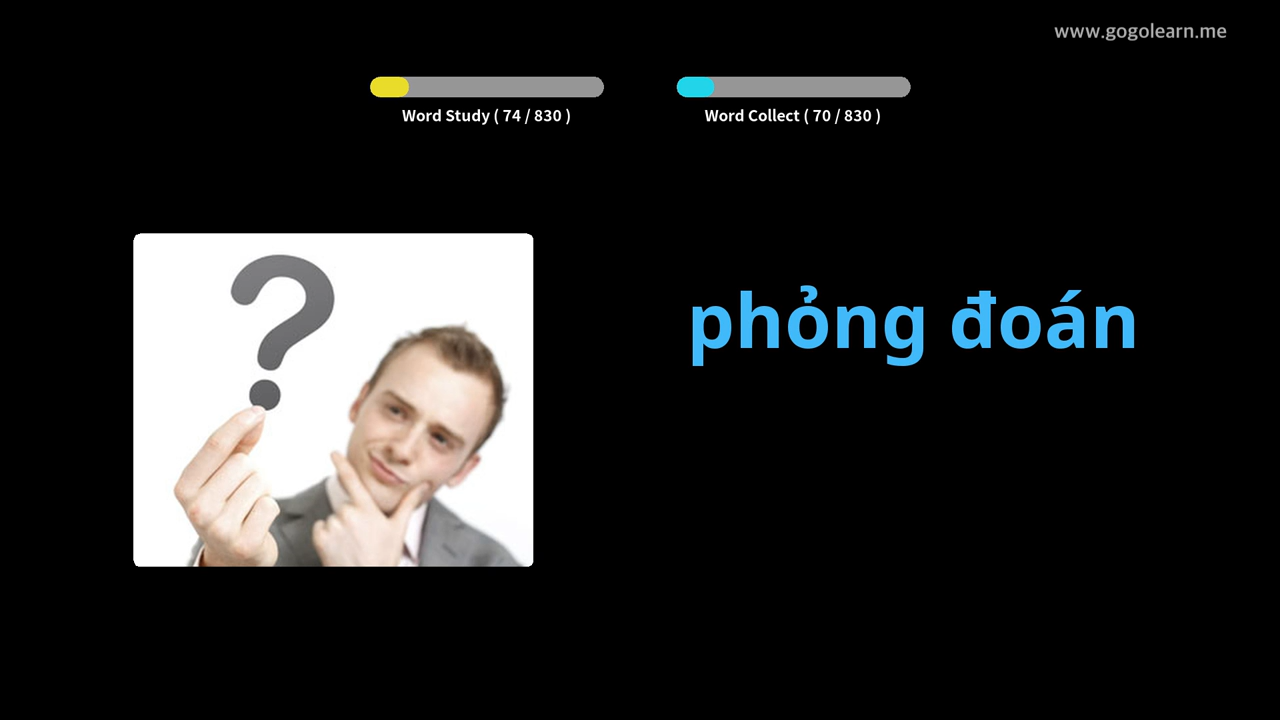 www.gogolearn.me
Word Study ( 74 / 830 )
Word Collect ( 70 / 830 )
?
phỏng đoán